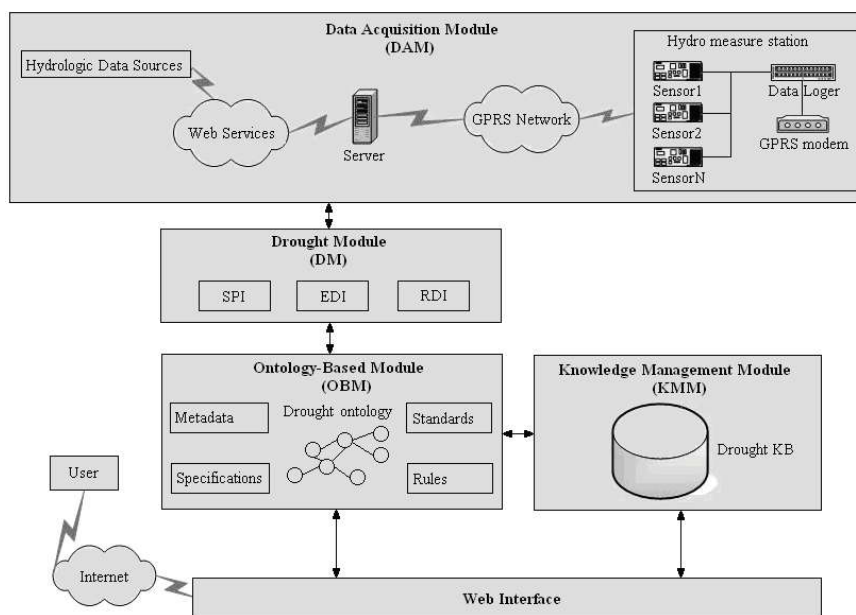 Data Acquisition Module
(DAM)
Hydrologic Data Sources
Web Services
Server
GPRS Network
Hydro measure station
Sensor1
Sensor2
SensorN
Data Loger
GPRS modem
Drought Module
(DM)
SPI
EDI
RDI
Ontology-Based Module
(OBM)
Metadata
Drought ontology
Standards
Specifications
Rules
Knowledge Management Module
(KMM)
Drought KB
User
Internet
Web Interface